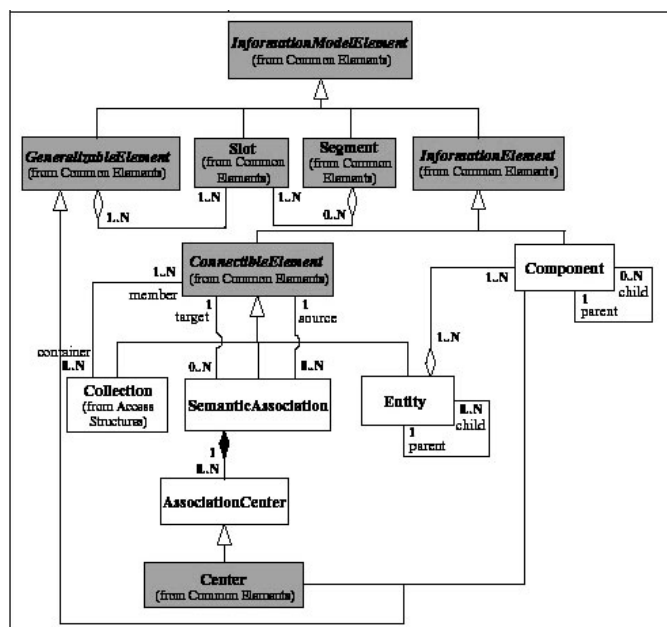 InformationModelElement
(from Common Elements)
GeneralizableElement
(from Common Elements)
Slot
(from Common
Elements)
Segment
(from Common
Elements)
InformationElement
(from Common Elements)
1..N
1..N
1..N
0..N
ConnectibleElement
(from Common Elements)
Component
1..N
member
1
target
1
source
1..N
0..N
child
1
parent
container
0..N
0..N
1..N
Collection
(from Access
Structures)
SemanticAssociation
Entity
child
1
parent
1
AssociationCenter
Center
(from Common Elements)